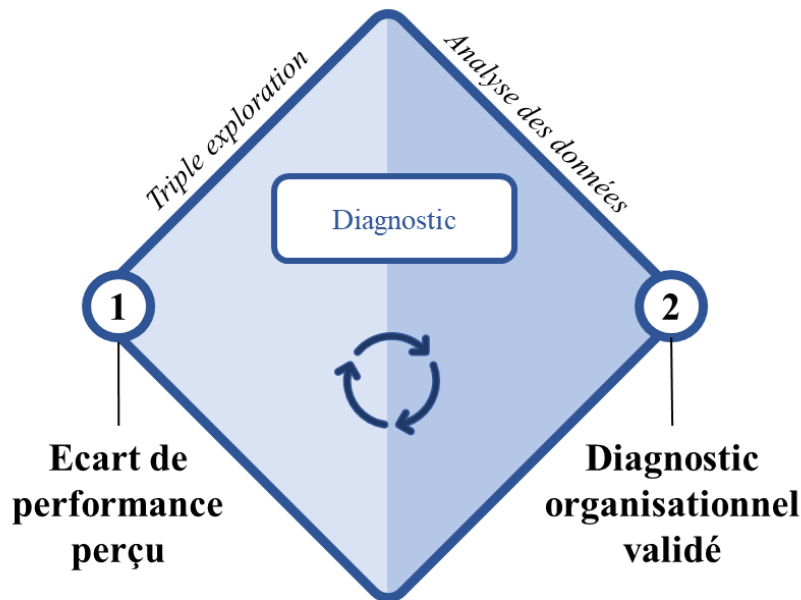 Triple exploration
Analyse des données
Diagnostic
1
2
Ecart de
performance
perçu
Diagnostic
organisationnel
validé